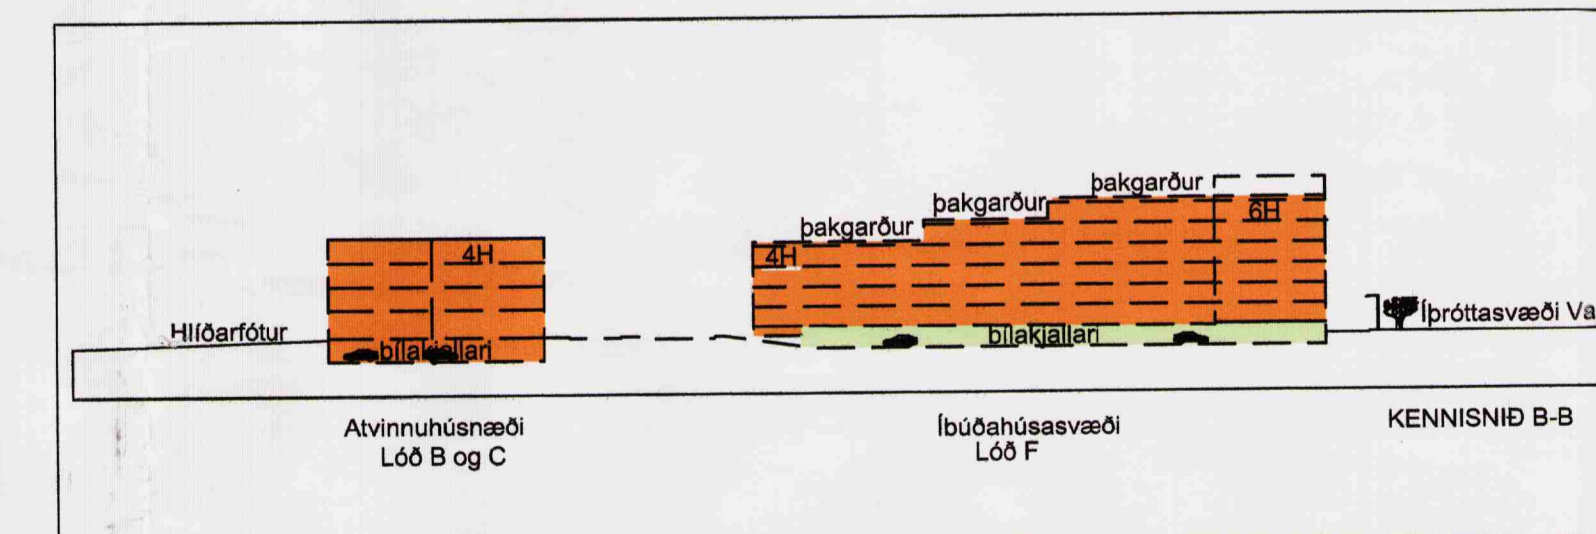 þakgarður
þakgarður
þakgarður
6H
4H
4H
Hlíðarfótur
bílakjallari
bílakjallari
Íþróttasvæði Va
Atvinnuhúsnæði
Lóð B og C
Íbúðahúsasvæði
Lóð F
KENNISNIÐ B-B